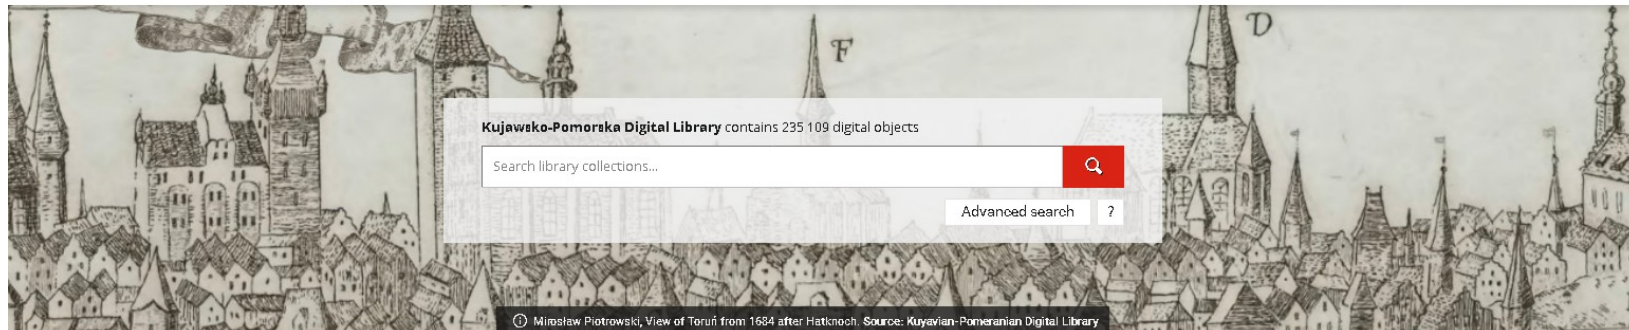 F
D
Kujawsko-Pomorska Digital Library contains 235 109 digital objects
Search library collections...
Advanced search ?
Mirosław Piotrowski, View of Toruń from 1684 after Hatknoch. Source: Kuyavian-Pomeranian Digital Library